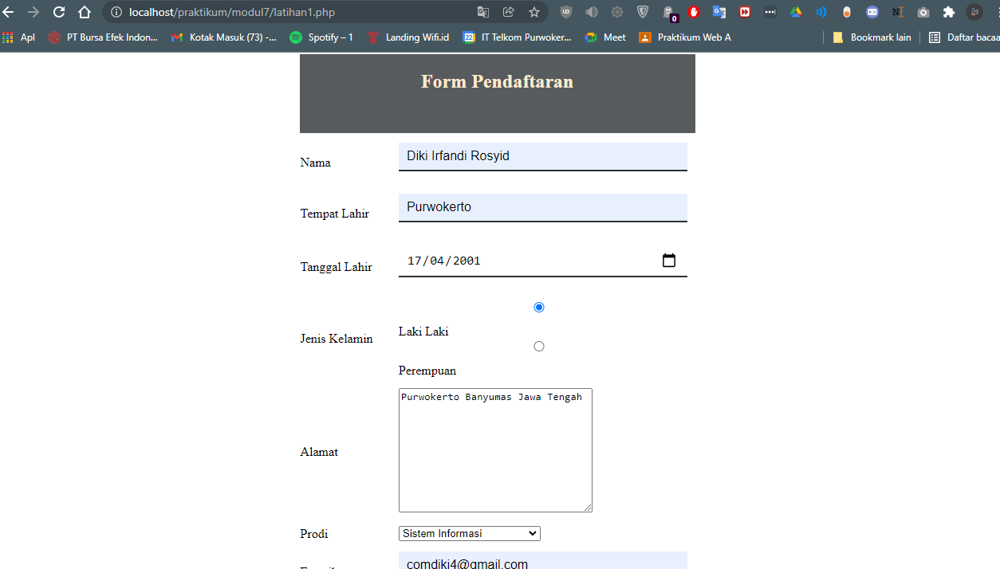 localhost/praktikum/modul7/latihan1.php
UD
0
Apl
PT Bursa Efek Indon...
Kotak Masuk (73) -...
Spotify – 1
Landing Wifi.id
22
IT Telkom Purwoker...
Meet
Praktikum Web A
Bookmark lain
Daftar bacaa
Form Pendaftaran
Nama
Diki Irfandi Rosyid
Tempat Lahir
Purwokerto
Tanggal Lahir
17/04/2001
Jenis Kelamin
Laki Laki
Perempuan
Alamat
Purwokerto Banyumas Jawa Tengah
Prodi
Sistem Informasi
comdiki4@gmail.com